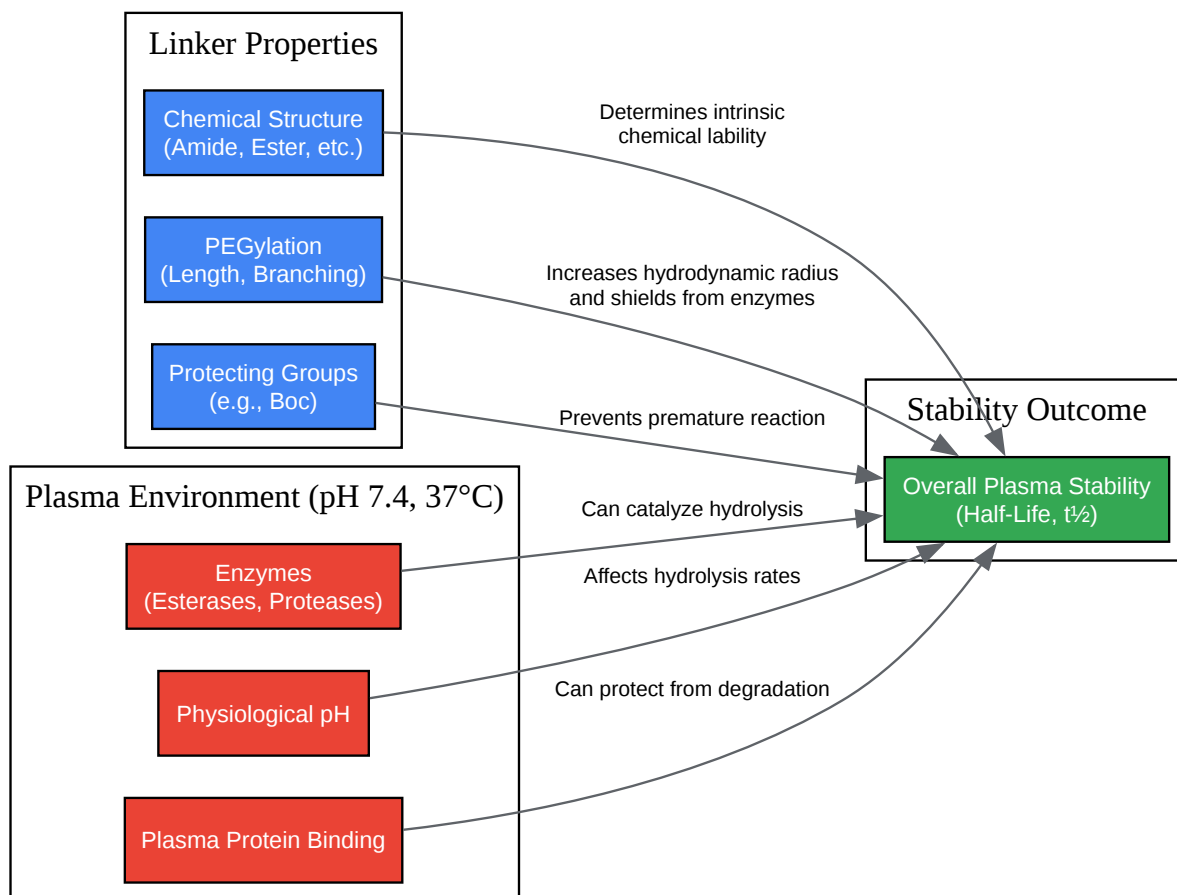 Linker Properties
Chemical Structure
(Amide, Ester, etc.)
Determines intrinsic
chemical lability
PEGylation
(Length, Branching)
Increases hydrodynamic radius
and shields from enzymes
Protecting Groups
(e.g., Boc)
Prevents premature reaction
Stability Outcome
Overall Plasma Stability
(Half-Life, t½)
Plasma Environment (pH 7.4, 37°C)
Can catalyze hydrolysis
Enzymes
(Esterases, Proteases)
Affects hydrolysis rates
Physiological pH
Can protect from degradation
Plasma Protein Binding